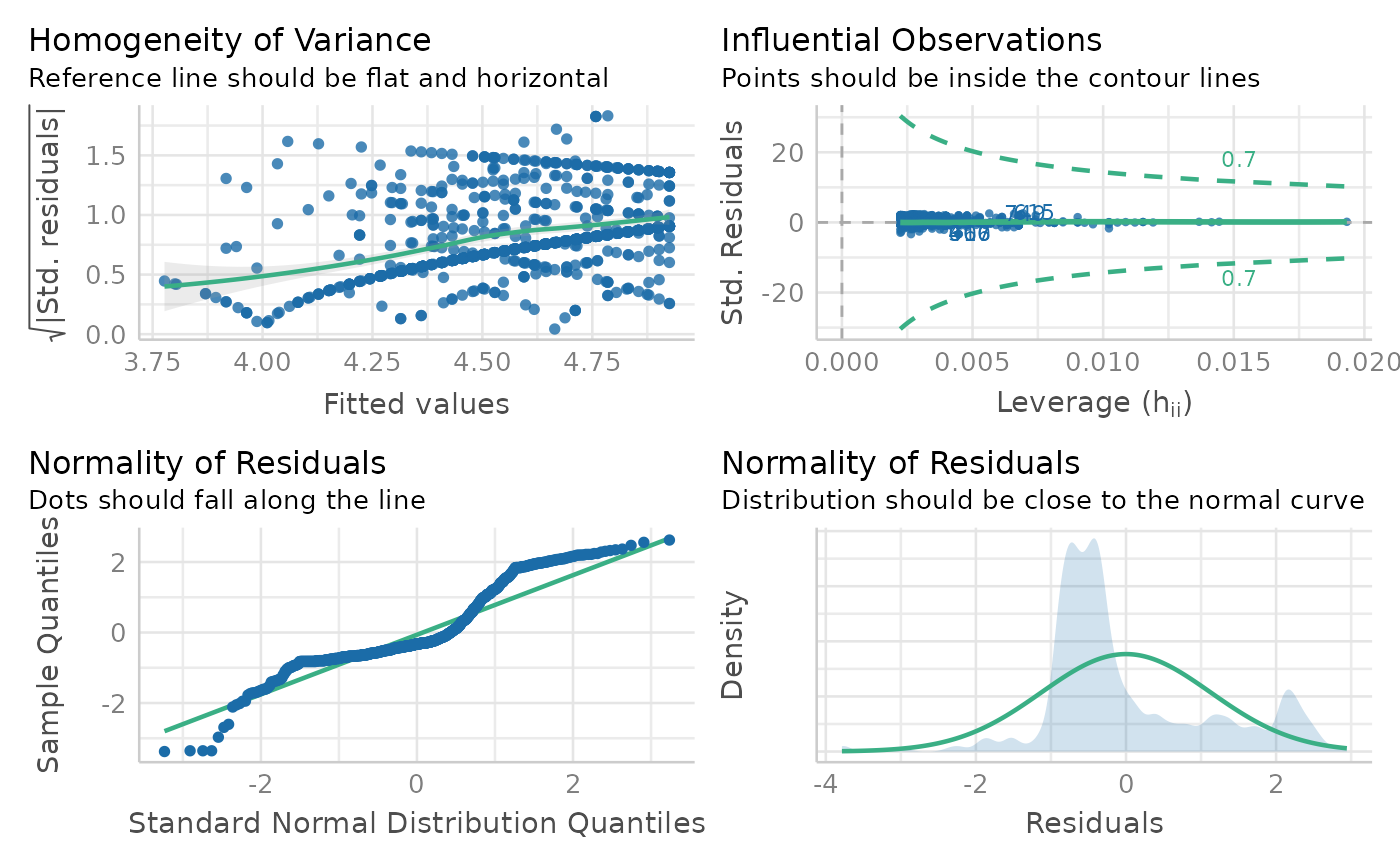 Homogeneity of Variance
Reference line should be flat and horizontal
√|Std. residuals|
1.5
1.0
0.5
0.0
3.75 4.00 4.25 4.50 4.75
Fitted values
Influential Observations
Points should be inside the contour lines
Std. Residuals
20
0
-20
0.7
615
0.7
0.000 0.005 0.010 0.015 0.020
Leverage (hii)
Normality of Residuals
Dots should fall along the line
Sample Quantiles
2
0
-2
-2 0 2
Standard Normal Distribution Quantiles
Normality of Residuals
Distribution should be close to the normal curve
Density
-4 -2 0 2
Residuals